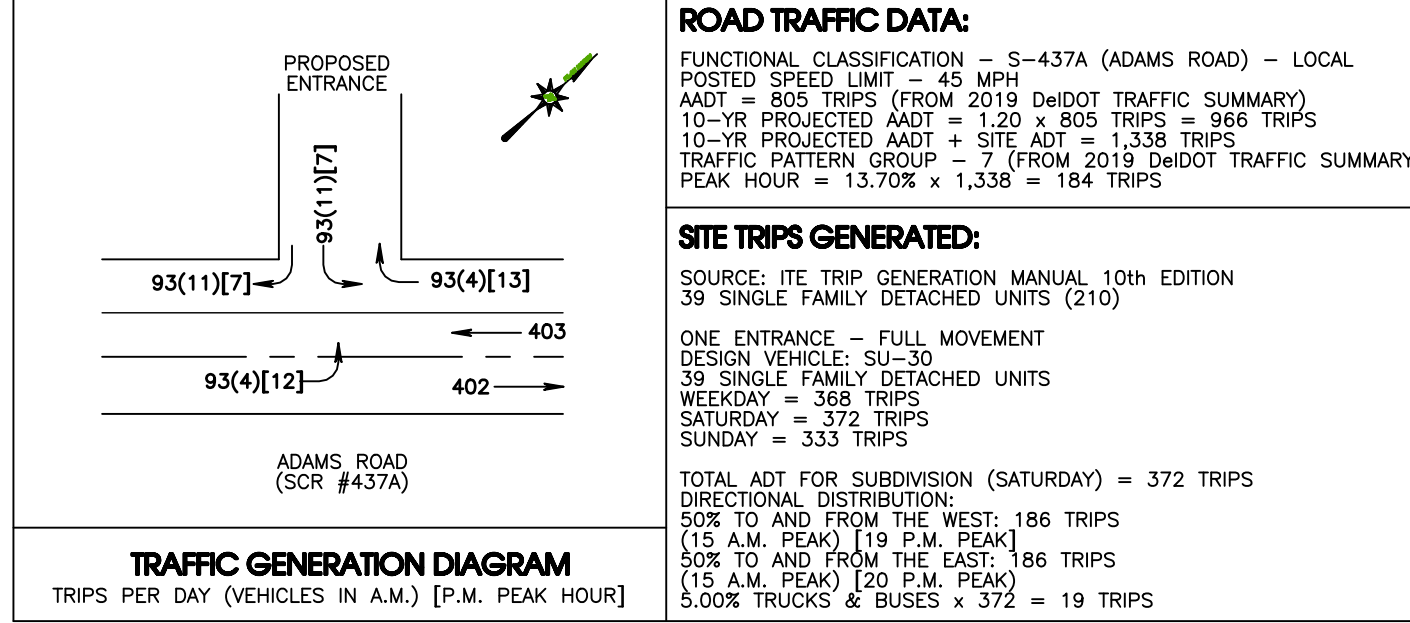 PROPOSED
ENTRANCE
93(11)[7]
93(11)[7]
93(4)[13]
403
93(4)[12]
402
ADAMS ROAD
(SCR #437A)
TRAFFIC GENERATION DIAGRAM
TRIPS PER DAY (VEHICLES IN A.M.) [P.M. PEAK HOUR]
ROAD TRAFFIC DATA:
FUNCTIONAL CLASSIFICATION – S-437A (ADAMS ROAD) – LOCAL
POSTED SPEED LIMIT – 45 MPH
AADT = 805 TRIPS (FROM 2019 DelDOT TRAFFIC SUMMARY)
10-YR PROJECTED AADT = 1.20 x 805 TRIPS = 966 TRIPS
10-YR PROJECTED AADT + SITE ADT = 1,338 TRIPS
TRAFFIC PATTERN GROUP – 7 (FROM 2019 DelDOT TRAFFIC SUMMARY
PEAK HOUR = 13.70% x 1,338 = 184 TRIPS
SITE TRIPS GENERATED:
SOURCE: ITE TRIP GENERATION MANUAL 10th EDITION
39 SINGLE FAMILY DETACHED UNITS (210)
ONE ENTRANCE – FULL MOVEMENT
DESIGN VEHICLE: SU-30
39 SINGLE FAMILY DETACHED UNITS
WEEKDAY = 368 TRIPS
SATURDAY = 372 TRIPS
SUNDAY = 333 TRIPS
TOTAL ADT FOR SUBDIVISION (SATURDAY) = 372 TRIPS
DIRECTIONAL DISTRIBUTION:
50% TO AND FROM THE WEST: 186 TRIPS
(15 A.M. PEAK) [19 P.M. PEAK]
50% TO AND FROM THE EAST: 186 TRIPS
(15 A.M. PEAK) [20 P.M. PEAK)
5.00% TRUCKS & BUSES x 372 = 19 TRIPS